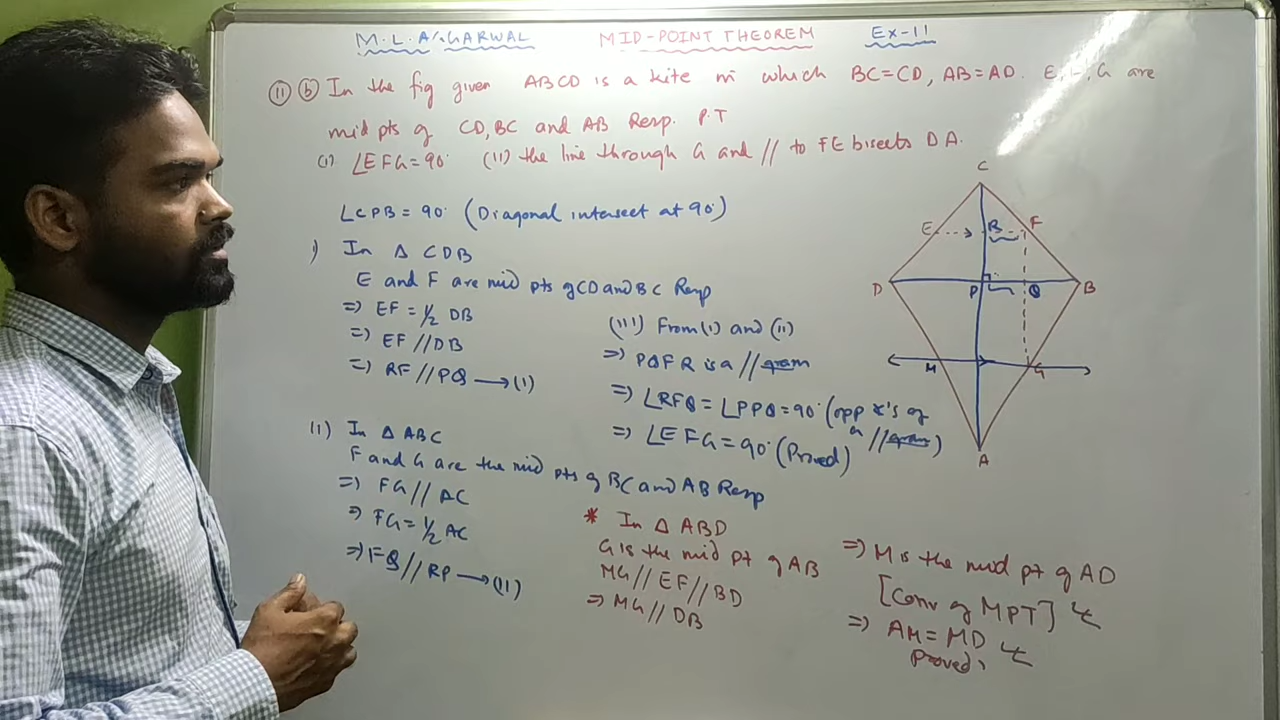 M.L.AGGARWAL MID-POINT THEOREM Ex-11
(11) (b) In the fig given ABCD is a kite in which BC=CD, AB=AD. E, F, G are
mid pts of CD, BC and AB Resp. P.T
(i) ∠EFG=90° (ii) the line through G and // to FE bisects DA.
∠CPB = 90° (Diagonal intersect at 90°)
i) In Δ CDB
E and F are mid pts of CD and BC Resp
=> EF = 1/2 DB
=> EF // DB
=> RF // PQ → (i)
(ii) In Δ ABC
F and G are the mid pts of BC and AB Resp
=> FG // AC
=> FG = 1/2 AC
=> FQ // RP → (ii)
(iii) From (i) and (ii)
=> PQFR is a //gram
=> ∠RFQ = ∠PPQ = 90° (opp ∠'s of
a //gram)
=> ∠EFG = 90° (Proved)
* In Δ ABD
G is the mid pt of AB
MG // EF // BD
=> MG // DB
=> M is the mid pt of AD
[Conv of MPT]
=> AM = MD
Proved,
C
E R F
D P Q B
M G
A